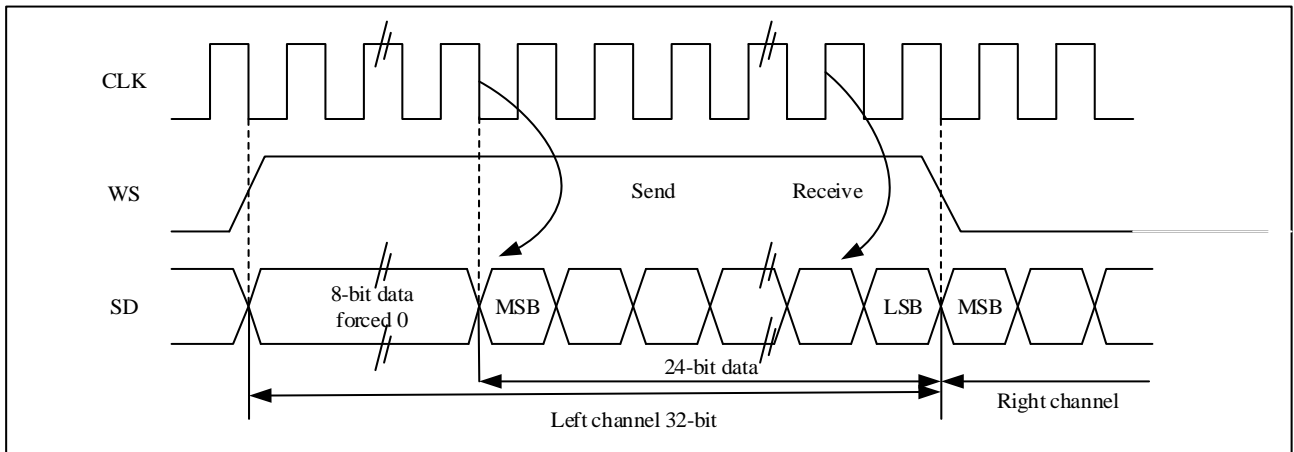 CLK
WS
Send
Receive
SD
8-bit data
forced 0
MSB
LSB
MSB
24-bit data
Left channel 32-bit
Right channel